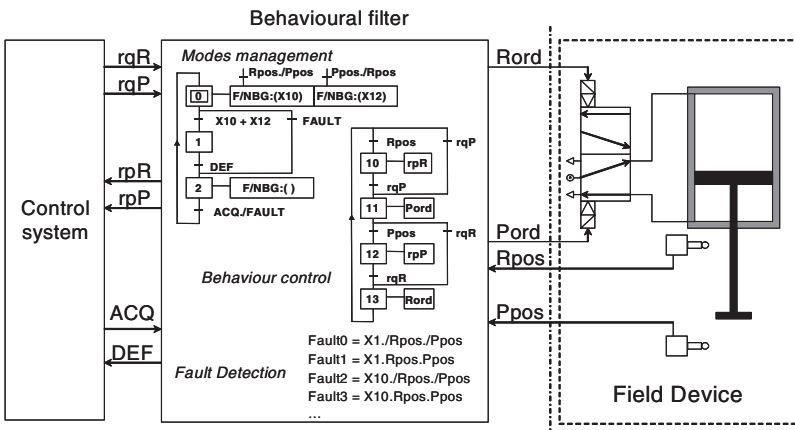 Behavioural filter
rqR
rqP
rpR
rpP
Control
system
ACQ
DEF
Modes management
Rpos./Ppos
Ppos./Rpos
0
F/NBG:(X10)
F/NBG:(X12)
X10 + X12
FAULT
1
DEF
2
F/NBG:( )
ACQ./FAULT
Rpos
rqP
10
rpR
rqP
11
Pord
Ppos
rqR
12
rpP
rqR
13
Rord
Behaviour control
Fault0 = X1./Rpos./Ppos
Fault1 = X1.Rpos.Ppos
Fault2 = X10./Rpos./Ppos
Fault3 = X10.Rpos.Ppos
...
Fault Detection
Rord
Pord
Rpos
Ppos
Field Device